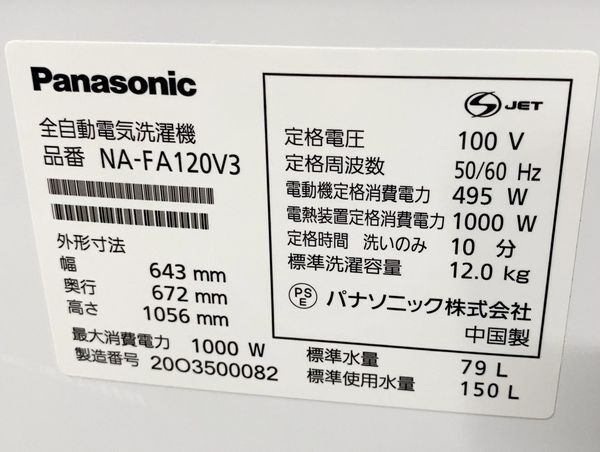 Panasonic
全自動電気洗濯機
品番 NA-FA120V3
外形寸法
幅 643 mm
奥行 672 mm
高さ 1056 mm
最大消費電力 1000 W
製造番号 20O3500082
S JET
定格電圧 100 V
定格周波数 50/60 Hz
電動機定格消費電力 495 W
電熱装置定格消費電力 1000 W
定格時間 洗いのみ 10 分
標準洗濯容量 12.0 kg
PS E パナソニック株式会社
中国製
標準水量 79 L
標準使用水量 150 L